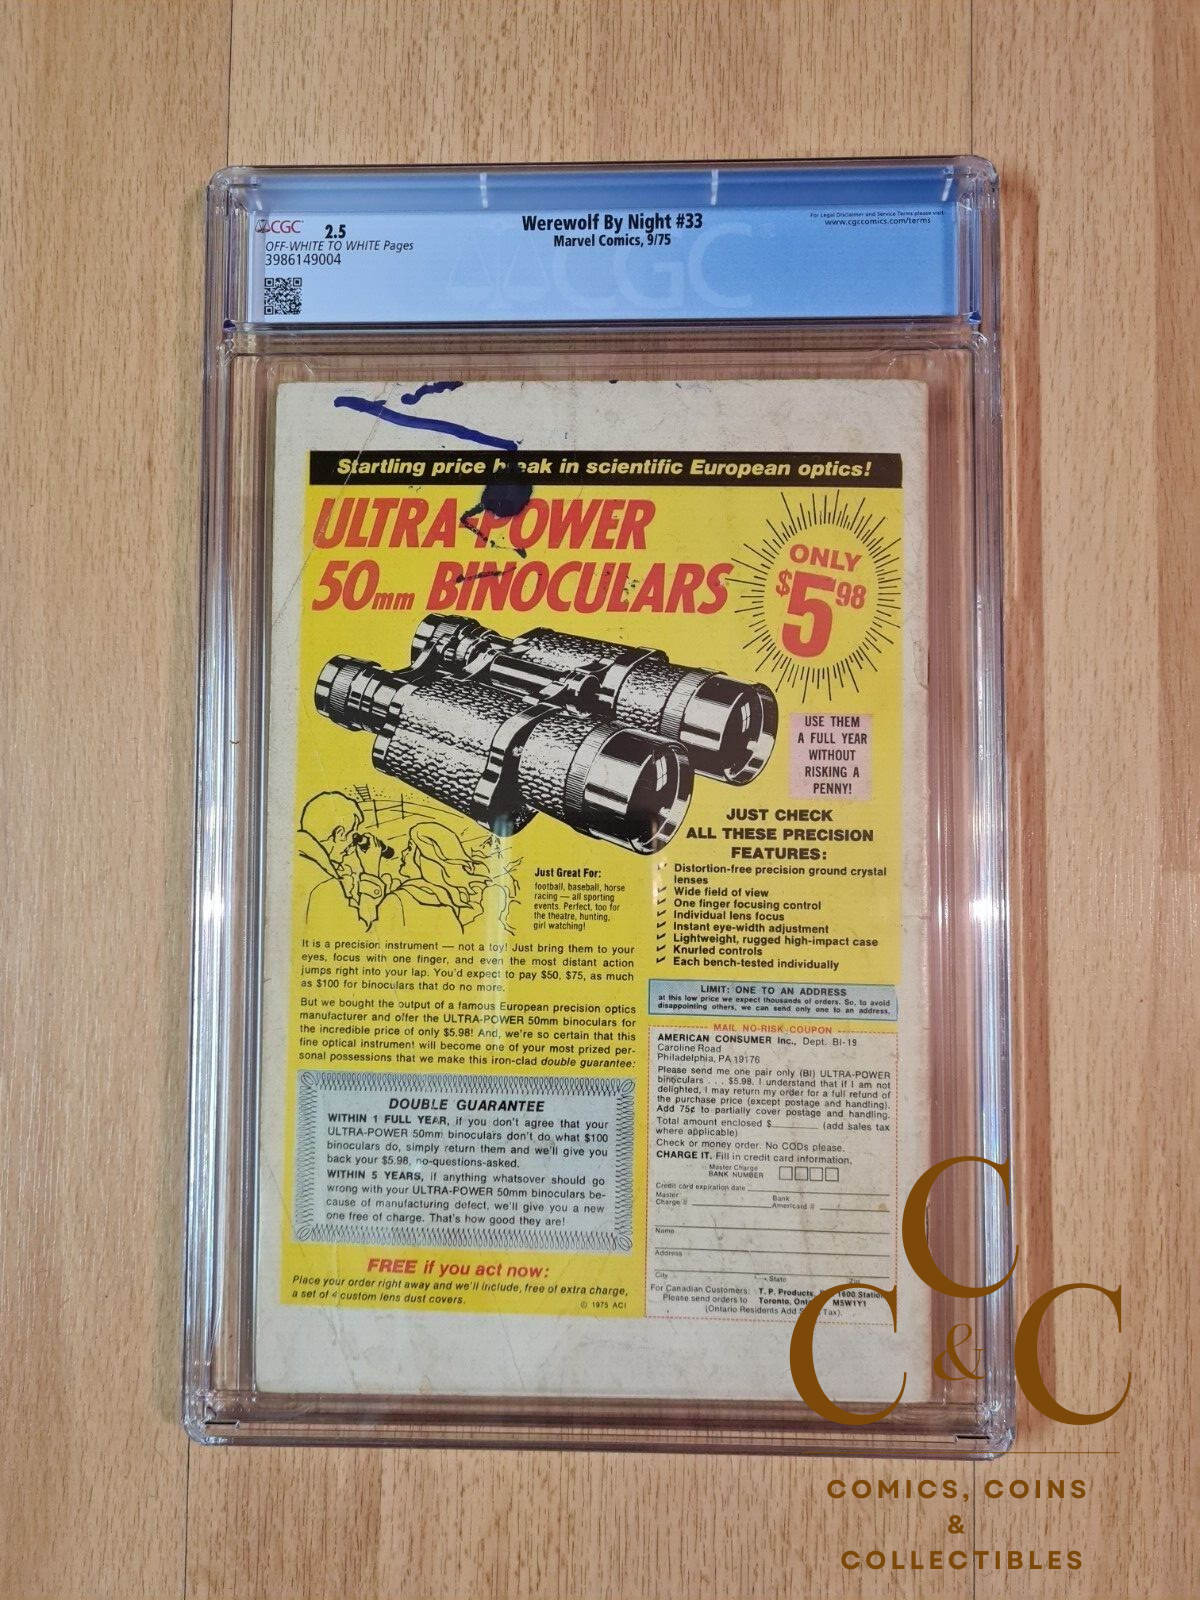 CGC 2.5
OFF-WHITE TO WHITE Pages
3986149004
Werewolf By Night #33
Marvel Comics, 9/75
For Legal Disclaimer and Service Terms please visit
www.cgccomics.com/terms
CGC
Startling price break in scientific European optics!
ULTRA-POWER
50mm BINOCULARS
ONLY
$5.98
USE THEM
A FULL YEAR
WITHOUT
RISKING A
PENNY!
JUST CHECK
ALL THESE PRECISION
FEATURES:
Distortion-free precision ground crystal
lenses
Wide field of view
One finger focusing control
Individual lens focus
Instant eye-width adjustment
Lightweight, rugged high-impact case
Knurled controls
Each bench-tested individually
Just Great For:
football, baseball, horse
racing — all sporting
events. Perfect, too for
the theatre, hunting,
girl watching!
It is a precision instrument — not a toy! Just bring them to your
eyes, focus with one finger, and even the most distant action
jumps right into your lap. You'd expect to pay $50, $75, as much
as $100 for binoculars that do no more.
But we bought the output of a famous European precision optics
manufacturer and offer the ULTRA-POWER 50mm binoculars for
the incredible price of only $5.98! And, we're so certain that this
fine optical instrument will become one of your most prized per-
sonal possessions that we make this iron-clad double guarantee:
DOUBLE GUARANTEE
WITHIN 1 FULL YEAR, if you don't agree that your
ULTRA-POWER 50mm binoculars don't do what $100
binoculars do, simply return them and we'll give you
back your $5.98, no-questions-asked.
WITHIN 5 YEARS, if anything whatsoever should go
wrong with your ULTRA-POWER 50mm binoculars be-
cause of manufacturing defect, we'll give you a new
one free of charge. That's how good they are!
FREE if you act now:
Place your order right away and we'll include, free of extra charge,
a set of 4 custom lens dust covers.
© 1975 ACI
LIMIT: ONE TO AN ADDRESS
at this low price we expect thousands of orders. So, to avoid
disappointing others, we can send only one to an address.
MAIL NO-RISK COUPON
AMERICAN CONSUMER Inc., Dept. BI-19
Caroline Road
Philadelphia, PA 19176
Please send me one pair only (BI) ULTRA-POWER
binoculars . . . $5.98. I understand that if I am not
delighted, I may return my order for a full refund of
the purchase price (except postage and handling).
Add 75¢ to partially cover postage and handling.
Total amount enclosed $ (add sales tax
where applicable)
Check or money order. No CODs please.
CHARGE IT. Fill in credit card information.
Master Charge
BANK NUMBER
Credit card expiration date
Master Charge #
Bank Americard #
Name
Address
City State Zip
For Canadian Customers: T. P. Products, 1600 Station
Please send orders to Toronto, M5W1Y1
(Ontario Residents Add Tax).
C
C & C
COMICS, COINS
&
COLLECTIBLES